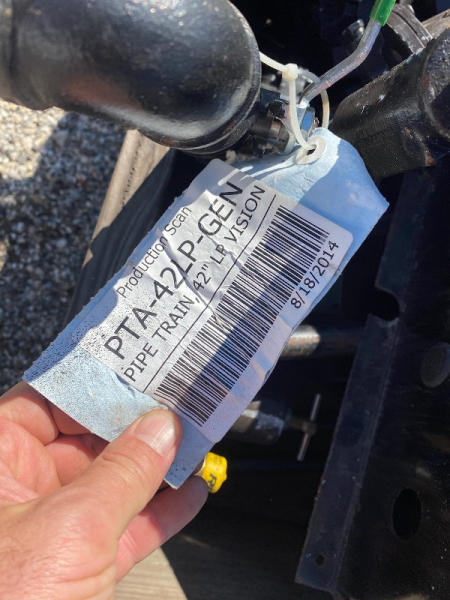 Production Scan
PTA-42LP-GEN
PIPE TRAIN, 42" LP VISION
8/18/2014